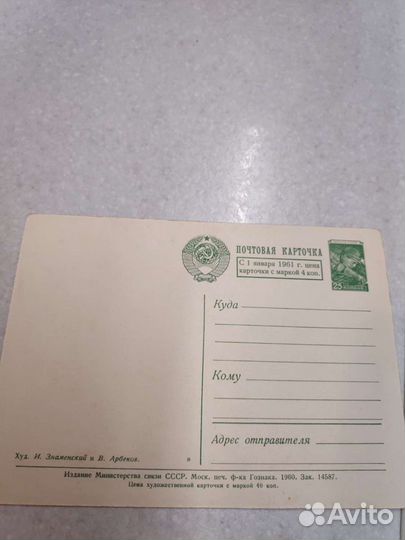 ПОЧТОВАЯ КАРТОЧКА
С 1 января 1961 г. цена
карточки с маркой 4 коп.
25
Куда
Кому
Адрес отправителя
Худ. И. Знаменский и В. Арбеков.
Издание Министерства связи СССР. Моск. печ. ф-ка Гознака. 1960. Зак. 14587.
Цена художественной карточки с маркой 40 коп.
Avito